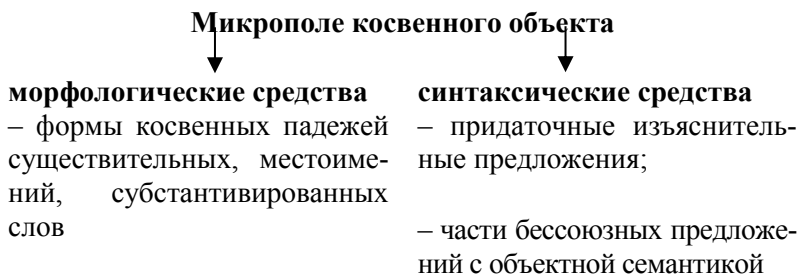 Микрополе косвенного объекта
морфологические средства
– формы косвенных падежей
существительных, местоиме-
ний, субстантивированных
слов
синтаксические средства
– придаточные изъяснитель-
ные предложения;
– части бессоюзных предложе-
ний с объектной семантикой